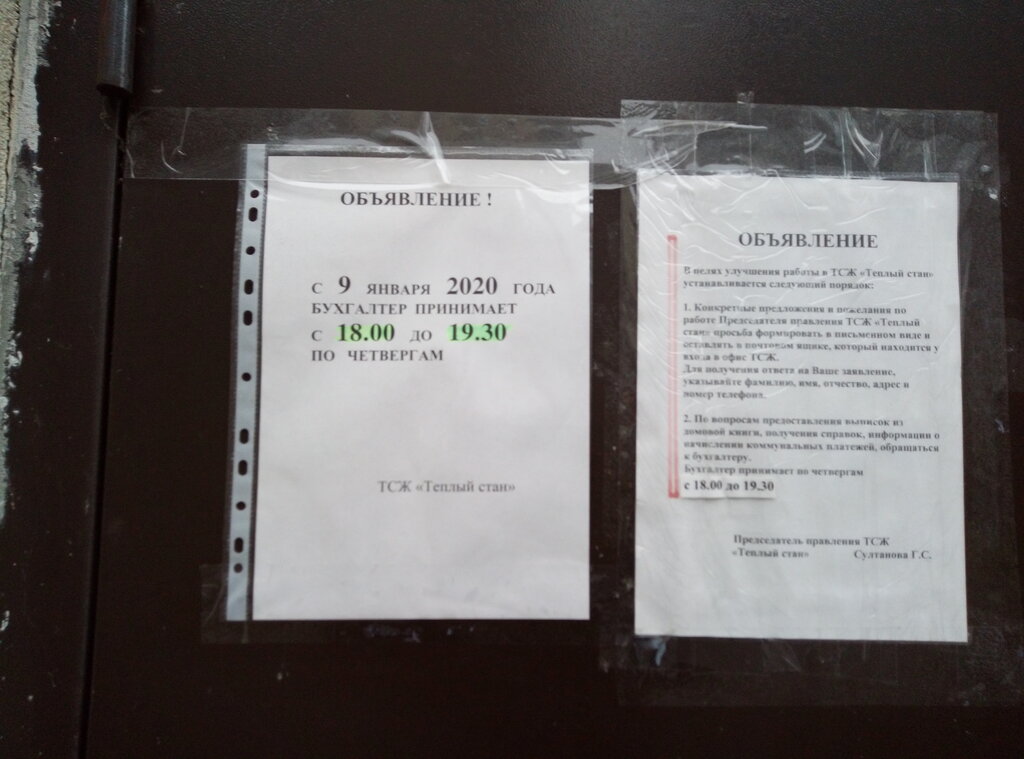 ОБЪЯВЛЕНИЕ !
С 9 ЯНВАРЯ 2020 ГОДА
БУХГАЛТЕР ПРИНИМАЕТ
С 18.00 ДО 19.30
ПО ЧЕТВЕРГАМ
ТСЖ «Теплый стан»
ОБЪЯВЛЕНИЕ
В целях улучшения работы в ТСЖ «Теплый стан»
устанавливается следующий порядок:
1. Конкретные предложения и пожелания по
работе Председателя правления ТСЖ «Теплый
стан» просьба формировать в письменном виде и
оставлять в почтовом ящике, который находится у
входа в офис ТСЖ.
Для получения ответа на Ваше заявление,
указывайте фамилию, имя, отчество, адрес и
номер телефона.
2. По вопросам предоставления выписок из
домовой книги, получения справок, информации о
начислении коммунальных платежей, обращаться
к бухгалтеру.
Бухгалтер принимает по четвергам
с 18.00 до 19.30
Председатель правления ТСЖ
«Теплый стан» Султанова Г.С.